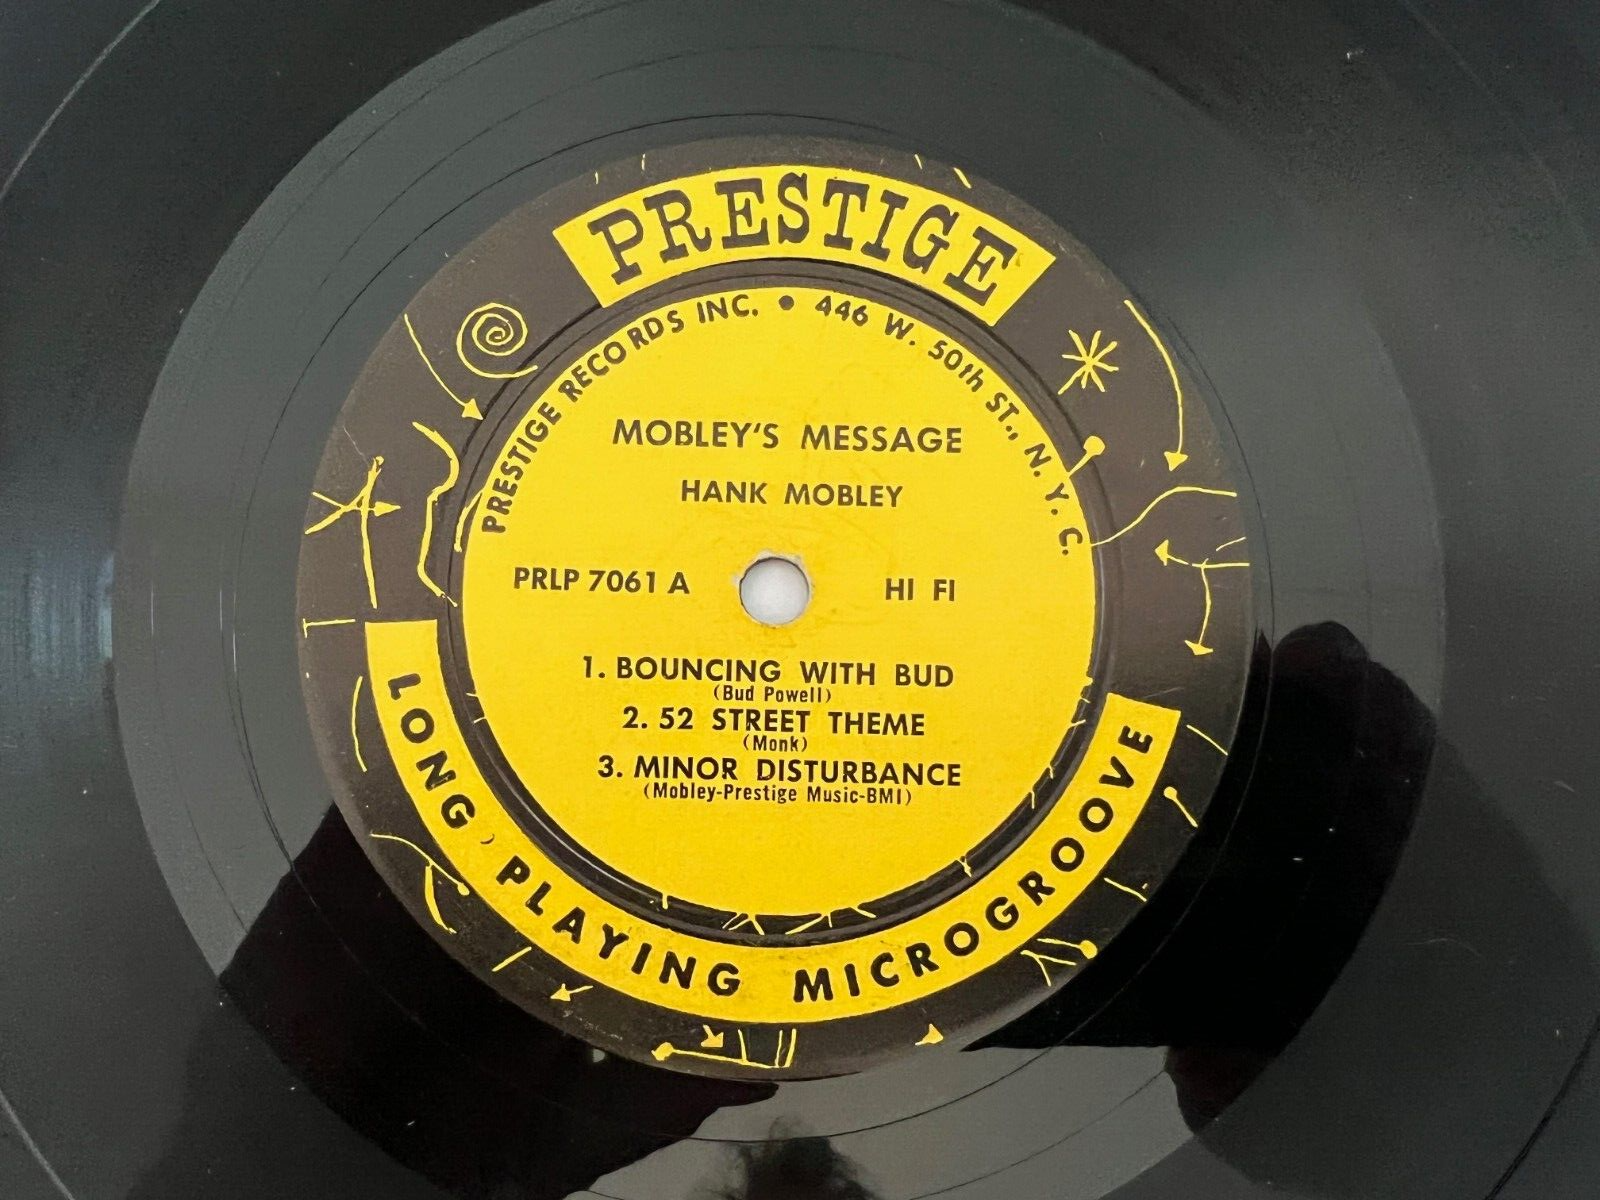 PRESTIGE
PRESTIGE RECORDS INC. • 446 W. 50th ST., N. Y. C.
MOBLEY'S MESSAGE
HANK MOBLEY
PRLP 7061 A
HI FI
1. BOUNCING WITH BUD
(Bud Powell)
2. 52 STREET THEME
(Monk)
3. MINOR DISTURBANCE
(Mobley-Prestige Music-BMI)
LONG PLAYING MICROGROOVE